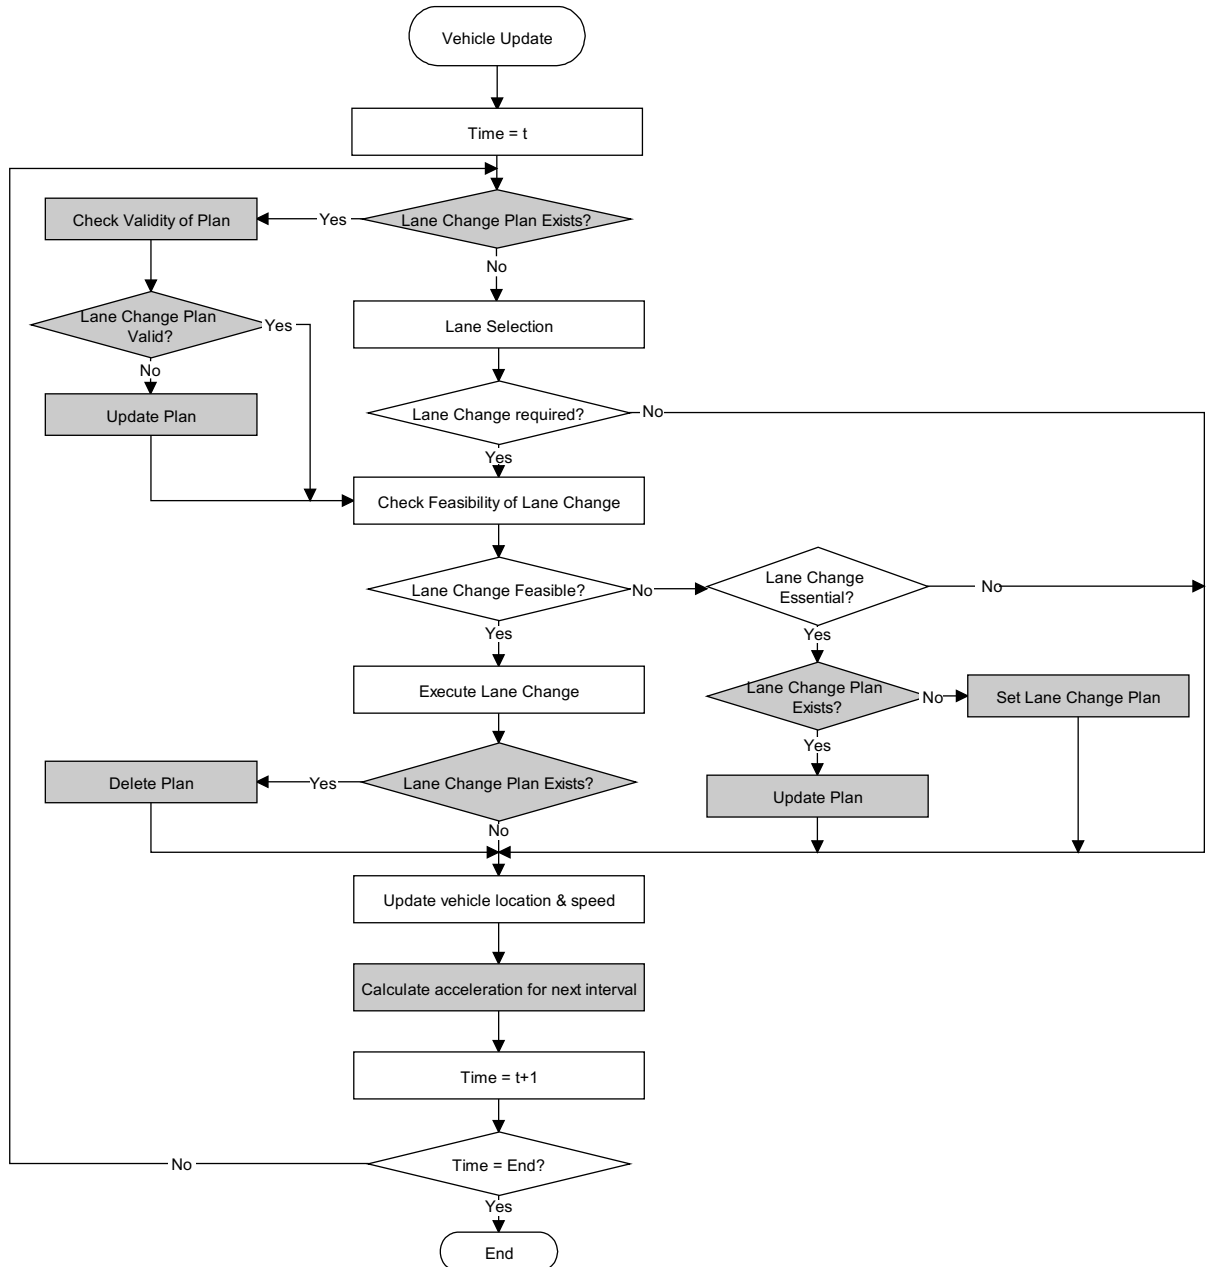 Vehicle Update
Time = t
Check Validity of Plan
Yes
Lane Change Plan Exists?
No
Lane Change Plan
Valid?
Yes
Lane Selection
No
Update Plan
Lane Change required?
No
Yes
Check Feasibility of Lane Change
Lane Change Feasible?
No
Lane Change
Essential?
No
Yes
Yes
Execute Lane Change
Lane Change Plan
Exists?
No
Set Lane Change Plan
Yes
Delete Plan
Yes
Lane Change Plan Exists?
Update Plan
No
Update vehicle location & speed
Calculate acceleration for next interval
Time = t+1
No
Time = End?
Yes
End